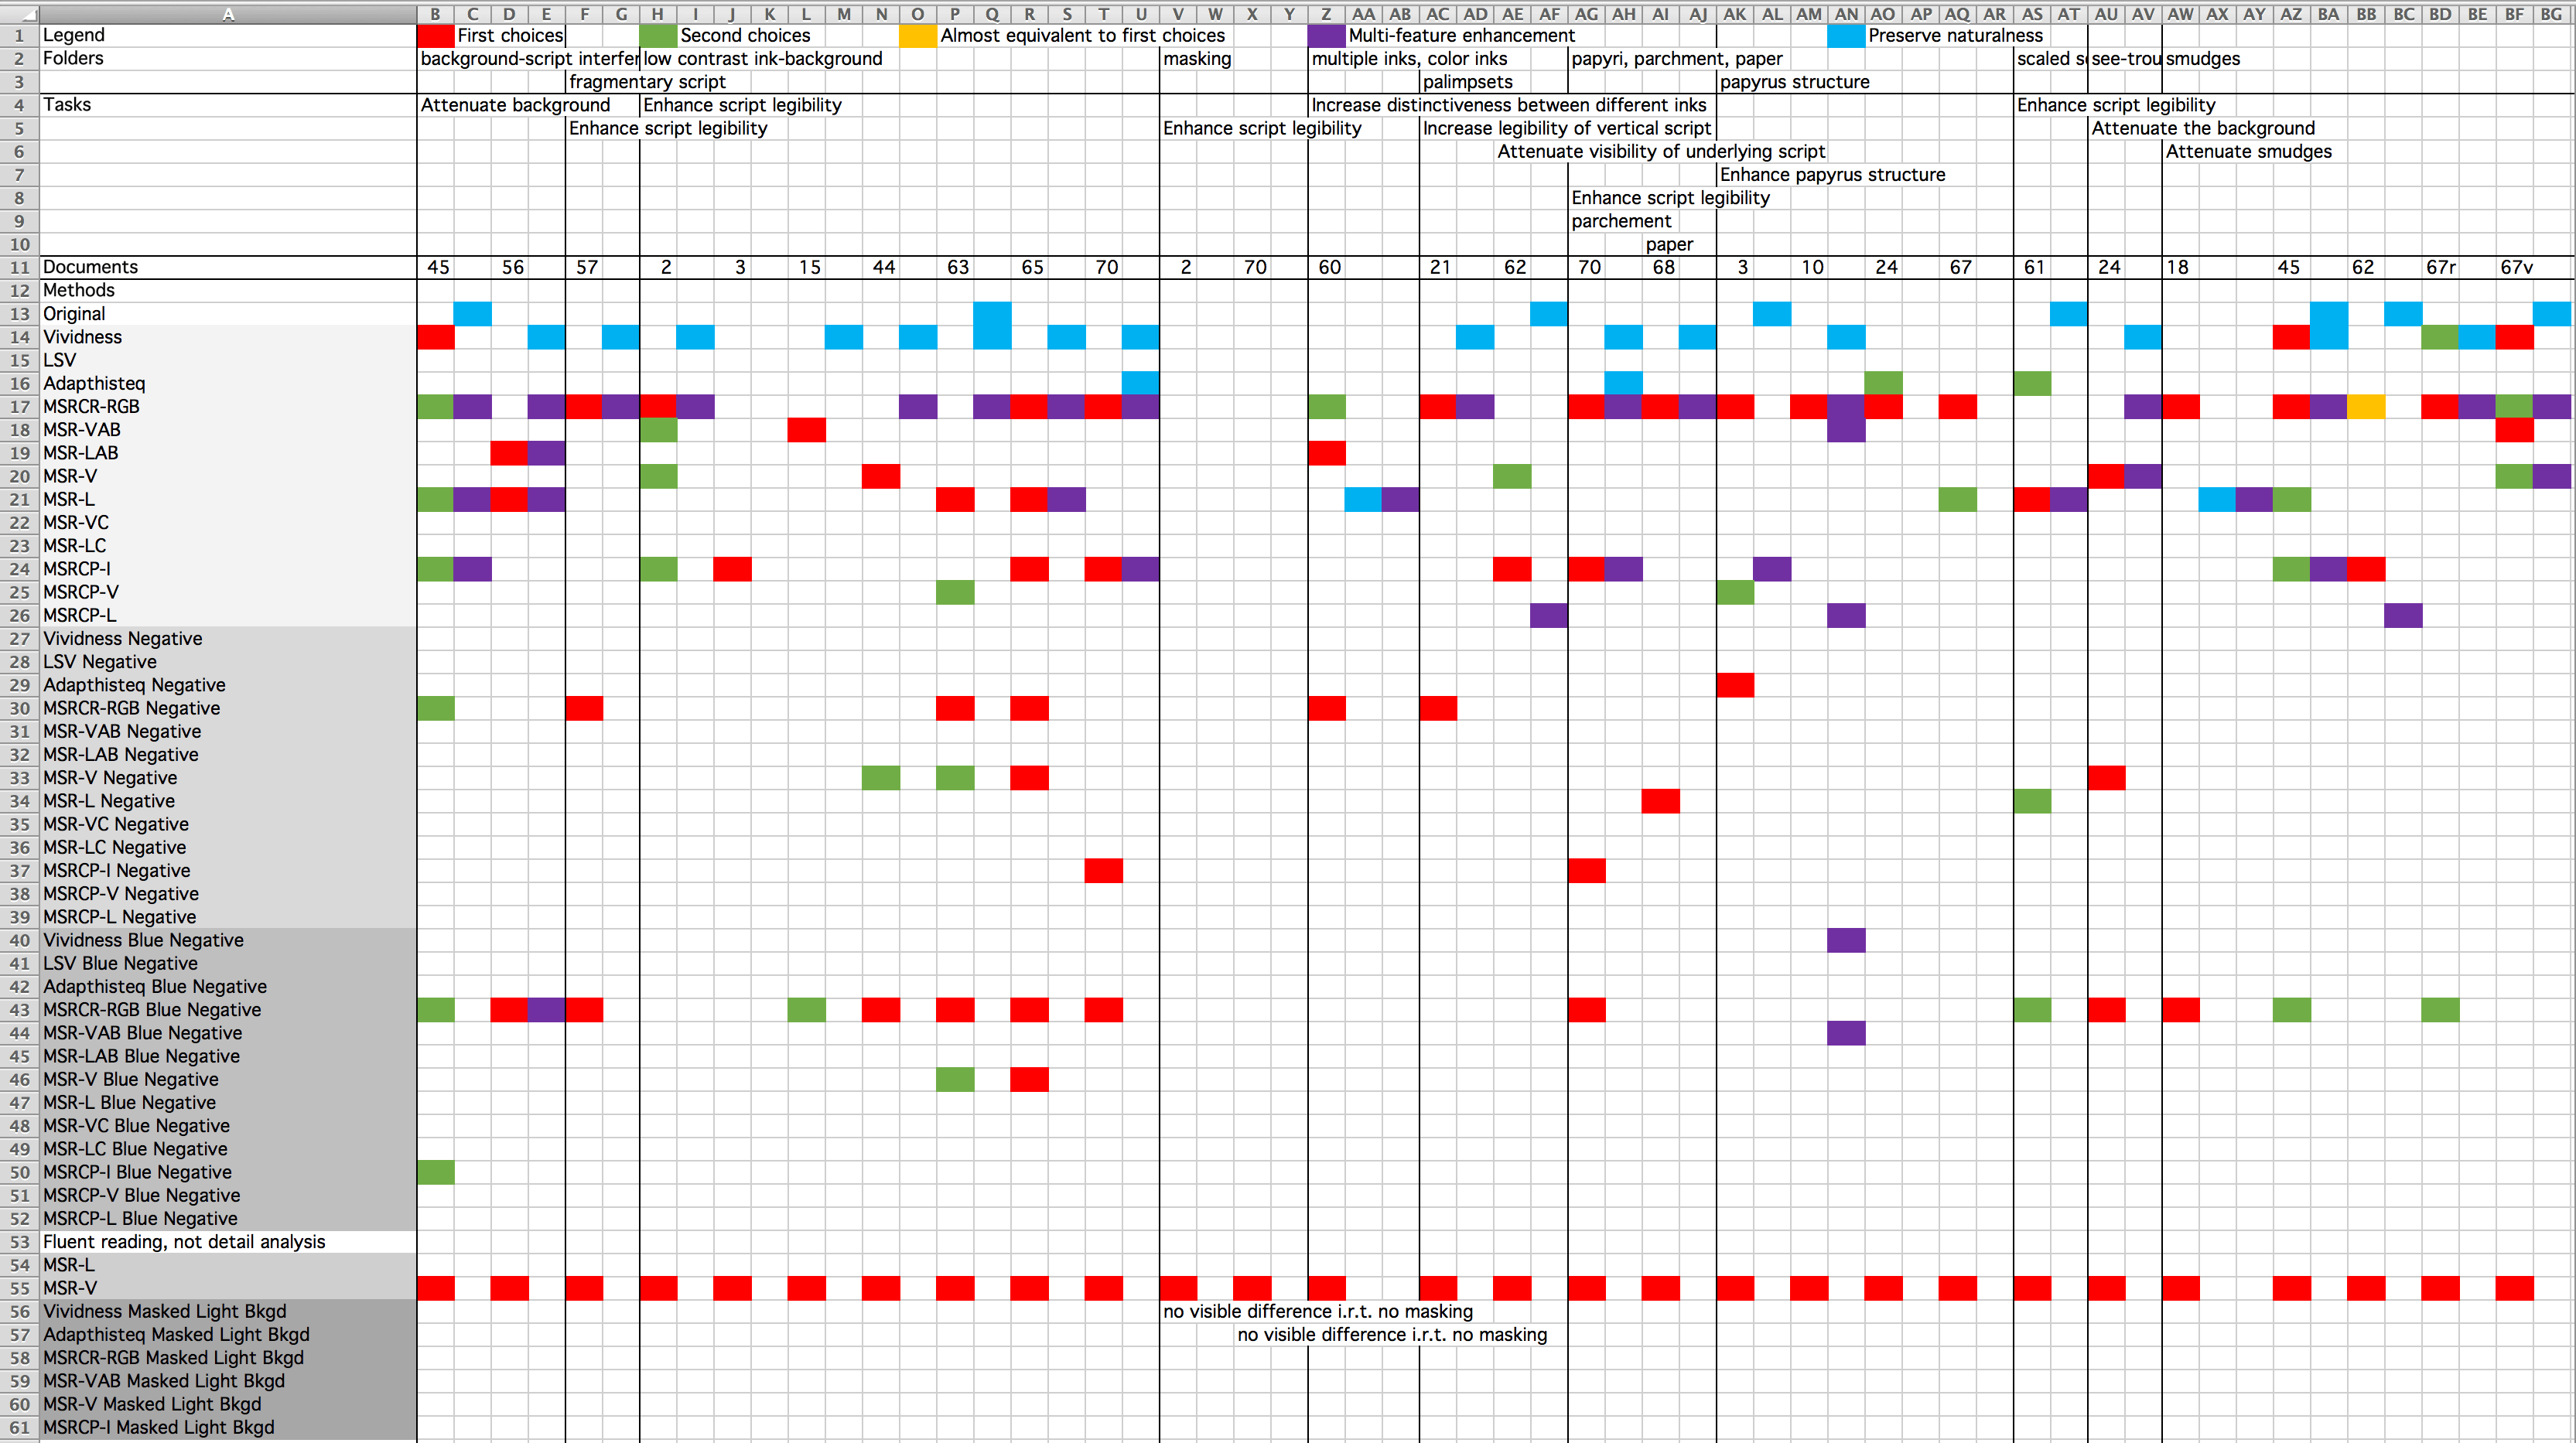 A B C D E F G H I J K L M N O P Q R S T U V W X Y Z AA AB AC AD AE AF AG AH AI AJ AK AL AM AN AO AP AQ AR AS AT AU AV AW AX AY AZ BA BB BC BD BE BF BG
1 Legend First choices Second choices Almost equivalent to first choices Multi-feature enhancement Preserve naturalness
2 Folders background-script interfer low contrast ink-background masking multiple inks, color inks papyri, parchment, paper scaled s see-trou smudges
3 fragmentary script palimpsets papyrus structure
4 Tasks Attenuate background Enhance script legibility Increase distinctiveness between different inks Enhance script legibility
5 Enhance script legibility Enhance script legibility Increase legibility of vertical script Attenuate the background
6 Attenuate visibility of underlying script Attenuate smudges
7 Enhance papyrus structure
8 Enhance script legibility
9 parchement
10 paper
11 Documents 45 56 57 2 3 15 44 63 65 70 2 70 60 21 62 70 68 3 10 24 67 61 24 18 45 62 67r 67v
12 Methods
13 Original
14 Vividness
15 LSV
16 Adapthisteq
17 MSRCR-RGB
18 MSR-VAB
19 MSR-LAB
20 MSR-V
21 MSR-L
22 MSR-VC
23 MSR-LC
24 MSRCP-I
25 MSRCP-V
26 MSRCP-L
27 Vividness Negative
28 LSV Negative
29 Adapthisteq Negative
30 MSRCR-RGB Negative
31 MSR-VAB Negative
32 MSR-LAB Negative
33 MSR-V Negative
34 MSR-L Negative
35 MSR-VC Negative
36 MSR-LC Negative
37 MSRCP-I Negative
38 MSRCP-V Negative
39 MSRCP-L Negative
40 Vividness Blue Negative
41 LSV Blue Negative
42 Adapthisteq Blue Negative
43 MSRCR-RGB Blue Negative
44 MSR-VAB Blue Negative
45 MSR-LAB Blue Negative
46 MSR-V Blue Negative
47 MSR-L Blue Negative
48 MSR-VC Blue Negative
49 MSR-LC Blue Negative
50 MSRCP-I Blue Negative
51 MSRCP-V Blue Negative
52 MSRCP-L Blue Negative
53 Fluent reading, not detail analysis
54 MSR-L
55 MSR-V
56 Vividness Masked Light Bkgd no visible difference i.r.t. no masking
57 Adapthisteq Masked Light Bkgd no visible difference i.r.t. no masking
58 MSRCR-RGB Masked Light Bkgd
59 MSR-VAB Masked Light Bkgd
60 MSR-V Masked Light Bkgd
61 MSRCP-I Masked Light Bkgd